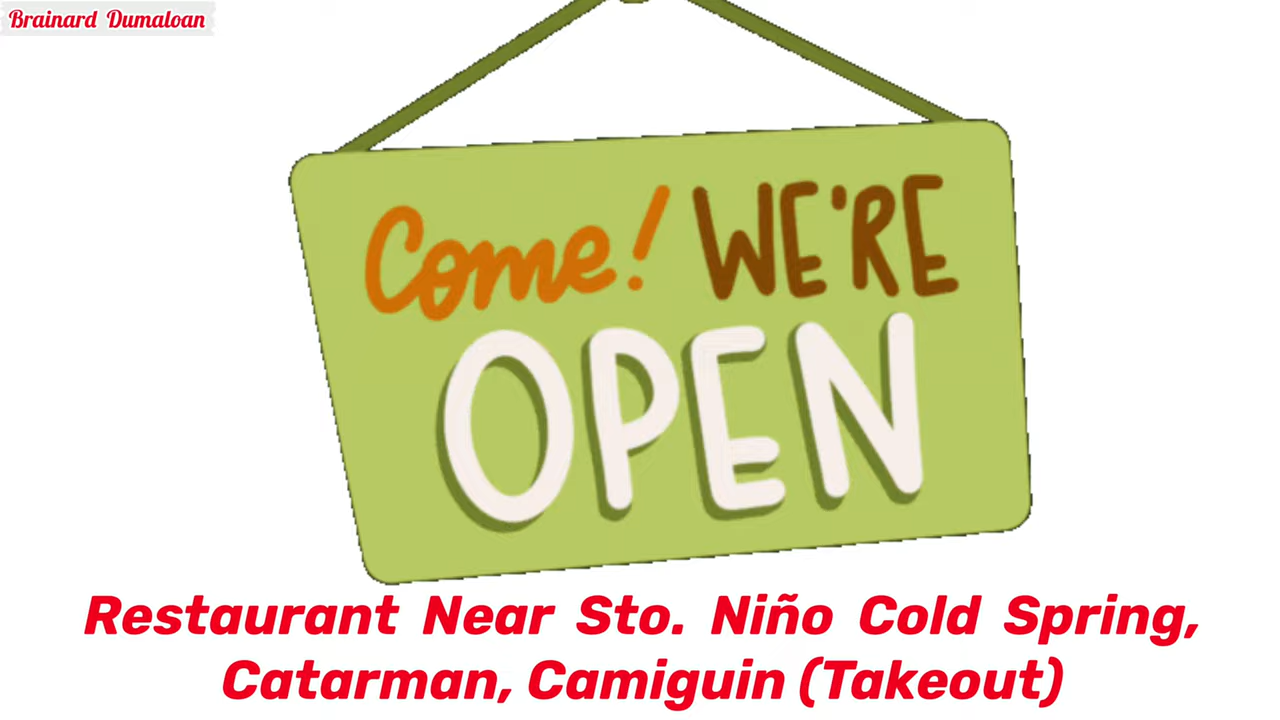 Brainard Dumaloan
Come! WE'RE
OPEN
Restaurant Near Sto. Niño Cold Spring,
Catarman, Camiguin (Takeout)